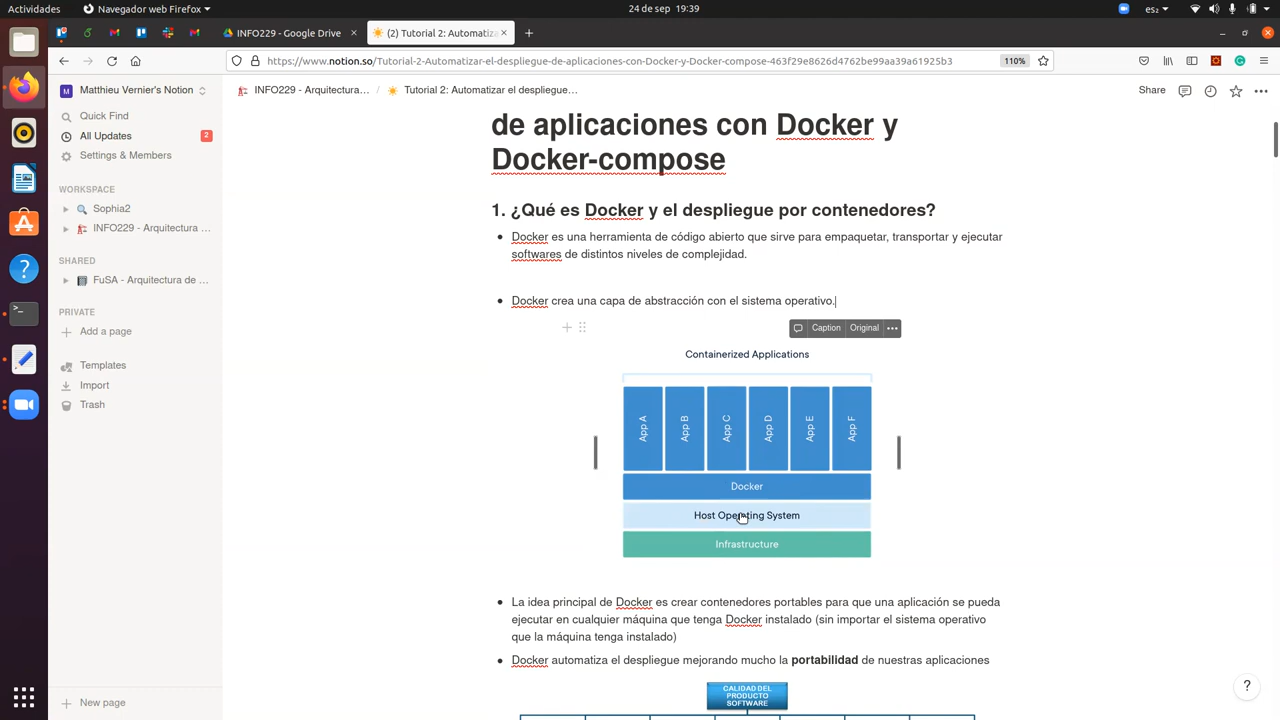 Actividades
Navegador web Firefox
24 de sep 19:39
es2
INFO229 - Google Drive
(2) Tutorial 2: Automatiza
https://www.notion.so/Tutorial-2-Automatizar-el-despliegue-de-aplicaciones-con-Docker-y-Docker-compose-463f29e8626d4762be99aa39a61925b3
110%
M Matthieu Vernier's Notion
INFO229 - Arquitectura... / Tutorial 2: Automatizar el despliegue...
Share
Quick Find
All Updates 2
Settings & Members
WORKSPACE
Sophia2
INFO229 - Arquitectura ...
SHARED
FuSA - Arquitectura de ...
PRIVATE
Add a page
Templates
Import
Trash
New page
de aplicaciones con Docker y
Docker-compose
1. ¿Qué es Docker y el despliegue por contenedores?
• Docker es una herramienta de código abierto que sirve para empaquetar, transportar y ejecutar
softwares de distintos niveles de complejidad.
• Docker crea una capa de abstracción con el sistema operativo.
Caption Original
Containerized Applications
App A
App B
App C
App D
App E
App F
Docker
Host Operating System
Infrastructure
• La idea principal de Docker es crear contenedores portables para que una aplicación se pueda
ejecutar en cualquier máquina que tenga Docker instalado (sin importar el sistema operativo
que la máquina tenga instalado)
• Docker automatiza el despliegue mejorando mucho la portabilidad de nuestras aplicaciones
CALIDAD DEL
PRODUCTO
SOFTWARE
?